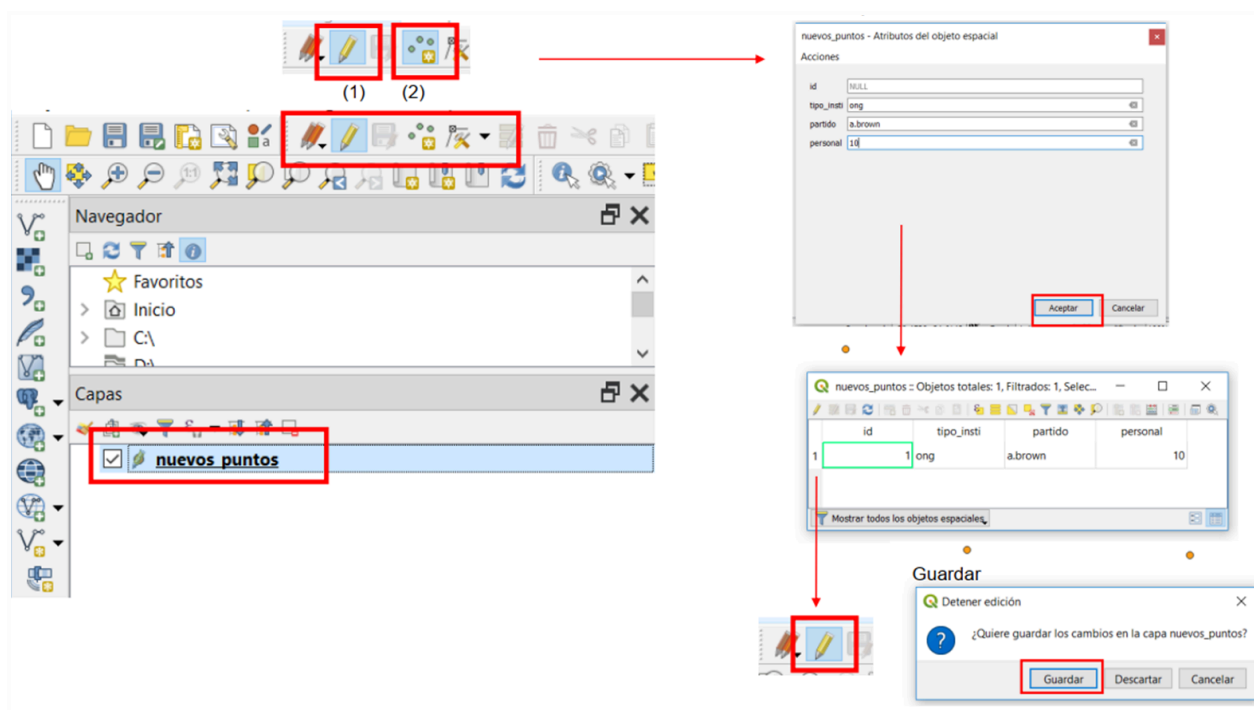 (1)
(2)
Navegador
Favoritos
Inicio
C:\
D:\
Capas
nuevos_puntos
nuevos_puntos - Atributos del objeto espacial
Acciones
id NULL
tipo_insti ong
partido a.brown
personal 10
Aceptar Cancelar
nuevos_puntos :: Objetos totales: 1, Filtrados: 1, Selec...
id tipo_insti partido personal
1 1 ong a.brown 10
Mostrar todos los objetos espaciales
Guardar
Detener edición
¿Quiere guardar los cambios en la capa nuevos_puntos?
Guardar Descartar Cancelar